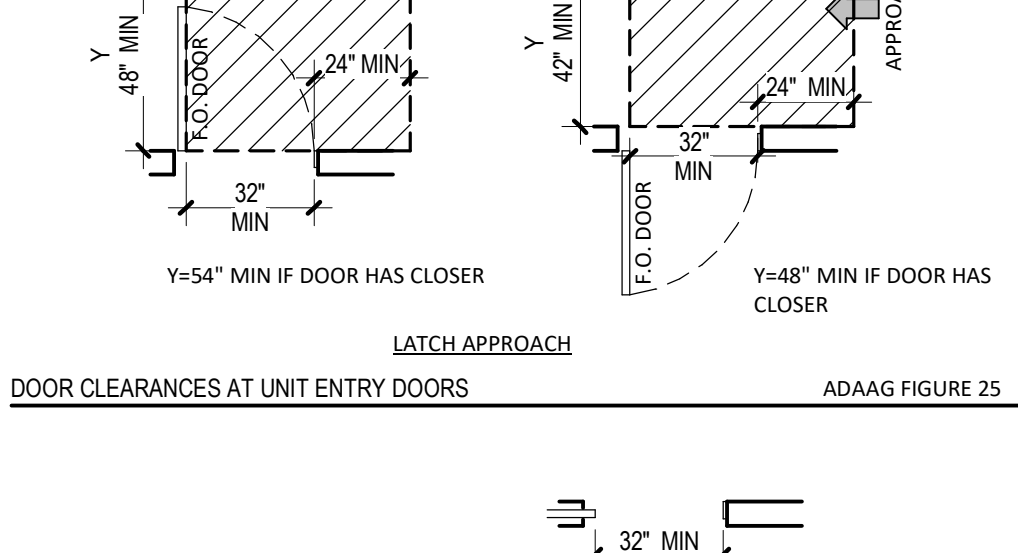 Y
48" MIN
F.O. DOOR
24" MIN
32"
MIN
Y=54" MIN IF DOOR HAS CLOSER
Y
42" MIN
24" MIN
32"
MIN
F.O. DOOR
Y=48" MIN IF DOOR HAS
CLOSER
LATCH APPROACH
DOOR CLEARANCES AT UNIT ENTRY DOORS
ADAAG FIGURE 25
32" MIN